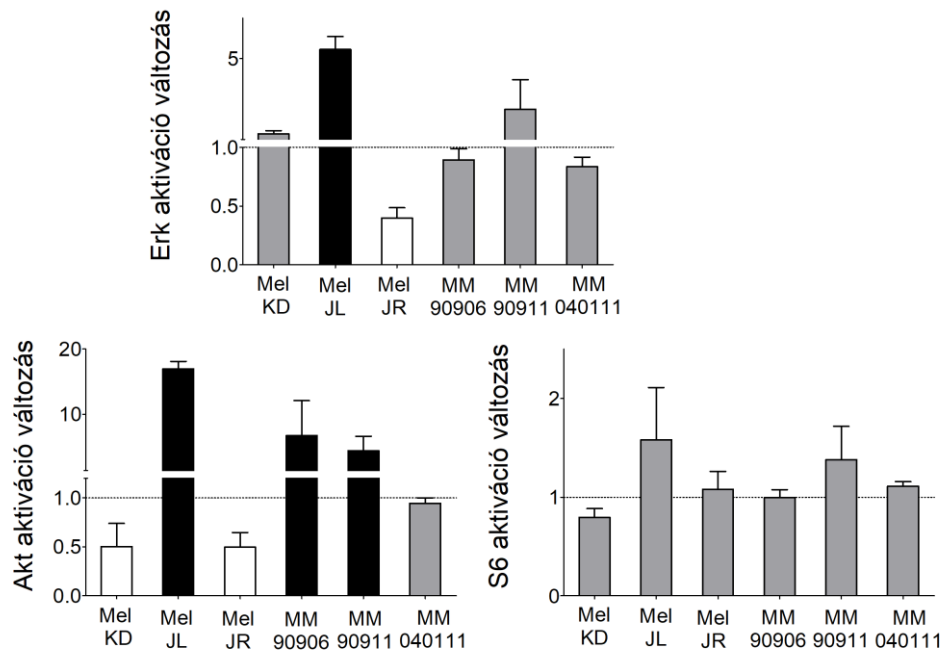 Erk aktiváció változás
5
1.0
0.5
0.0
Mel KD
Mel JL
Mel JR
MM 90906
MM 90911
MM 040111
Akt aktiváció változás
20
10
1.0
0.5
0.0
Mel KD
Mel JL
Mel JR
MM 90906
MM 90911
MM 040111
S6 aktiváció változás
2
1
0
Mel KD
Mel JL
Mel JR
MM 90906
MM 90911
MM 040111